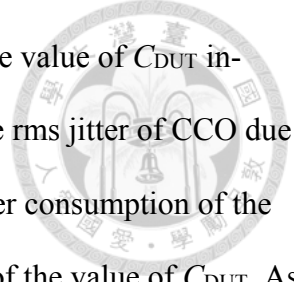 e value of CDUT in-
e rms jitter of CCO due
er consumption of the
of the value of CDUT. As